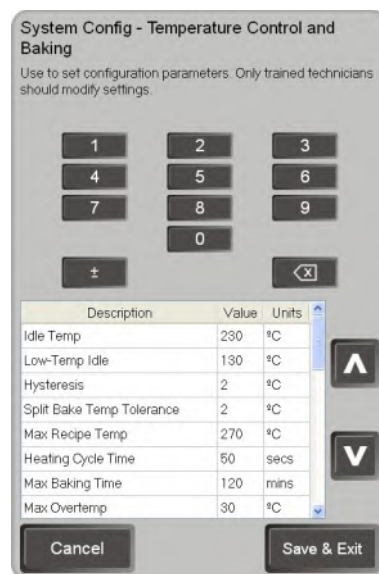 System Config - Temperature Control and
Baking
Use to set configuration parameters. Only trained technicians
should modify settings.
1 2 3
4 5 6
7 8 9
0
±
Description Value Units
Idle Temp 230 ºC
Low-Temp Idle 130 ºC
Hysteresis 2 ºC
Split Bake Temp Tolerance 2 ºC
Max Recipe Temp 270 ºC
Heating Cycle Time 50 secs
Max Baking Time 120 mins
Max Overtemp 30 ºC
Cancel Save & Exit